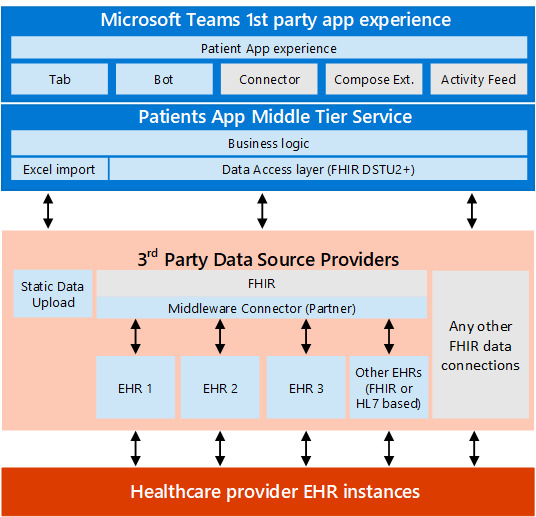 Microsoft Teams 1st party app experience
Patient App experience
Tab
Bot
Connector
Compose Ext.
Activity Feed
Patients App Middle Tier Service
Business logic
Excel import
Data Access layer (FHIR DSTU2+)
3rd Party Data Source Providers
Static Data
Upload
FHIR
Middleware Connector (Partner)
Any other
FHIR data
connections
EHR 1
EHR 2
EHR 3
Other EHRs
(FHIR or
HL7 based)
Healthcare provider EHR instances